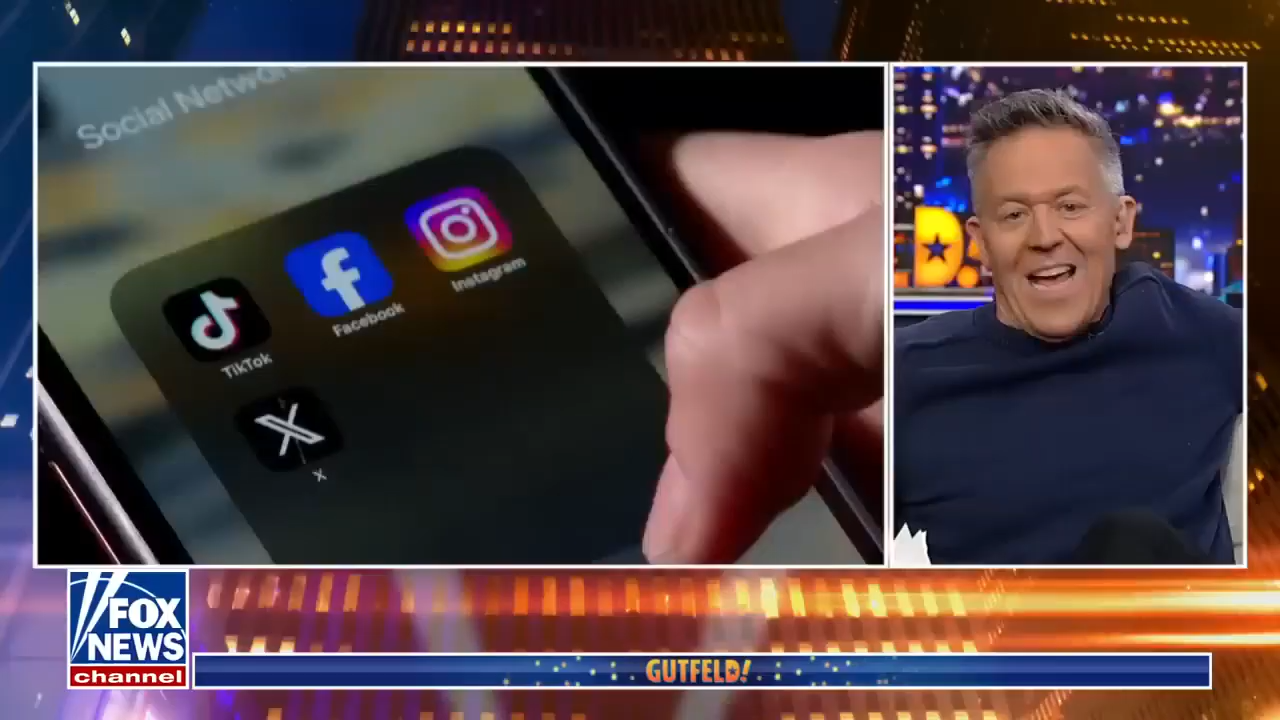 Social Network
TikTok
Facebook
Instagram
X
D.
FOX
NEWS
channel
GUTFELD!